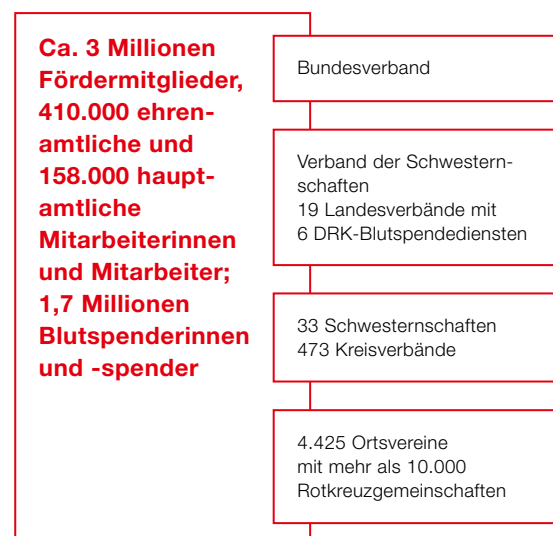 Ca. 3 Millionen
Fördermitglieder,
410.000 ehren-
amtliche und
158.000 haupt-
amtliche
Mitarbeiterinnen
und Mitarbeiter;
1,7 Millionen
Blutspenderinnen
und -spender
Bundesverband
Verband der Schwestern-
schaften
19 Landesverbände mit
6 DRK-Blutspendediensten
33 Schwesternschaften
473 Kreisverbände
4.425 Ortsvereine
mit mehr als 10.000
Rotkreuzgemeinschaften